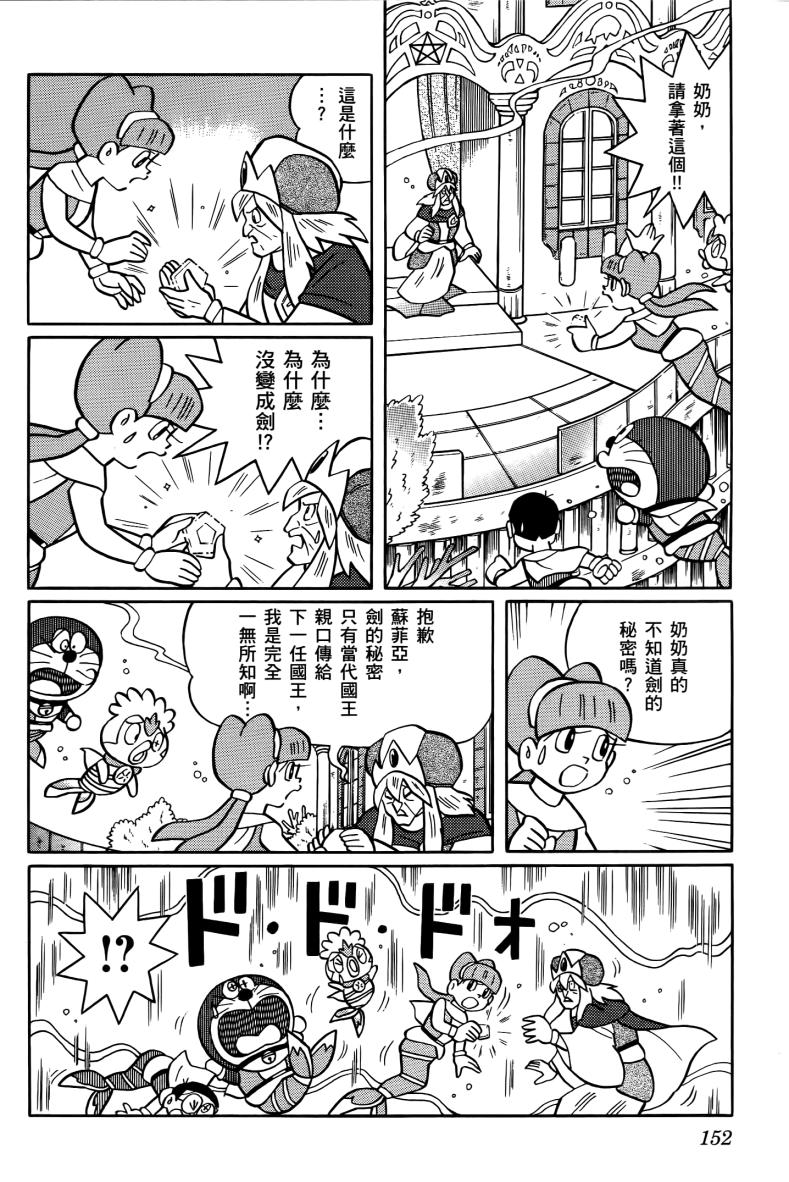 奶奶，
請拿著這個!!
這是什麼
…?
為什麼…
為什麼
沒變成劍!?
奶奶真的
不知道劍的
秘密嗎?
抱歉
蘇菲亞，
劍的秘密
只有當代國王
親口傳給
下一任國王，
我是完全
一無所知啊…
ド・ド・ドォ
!?
152